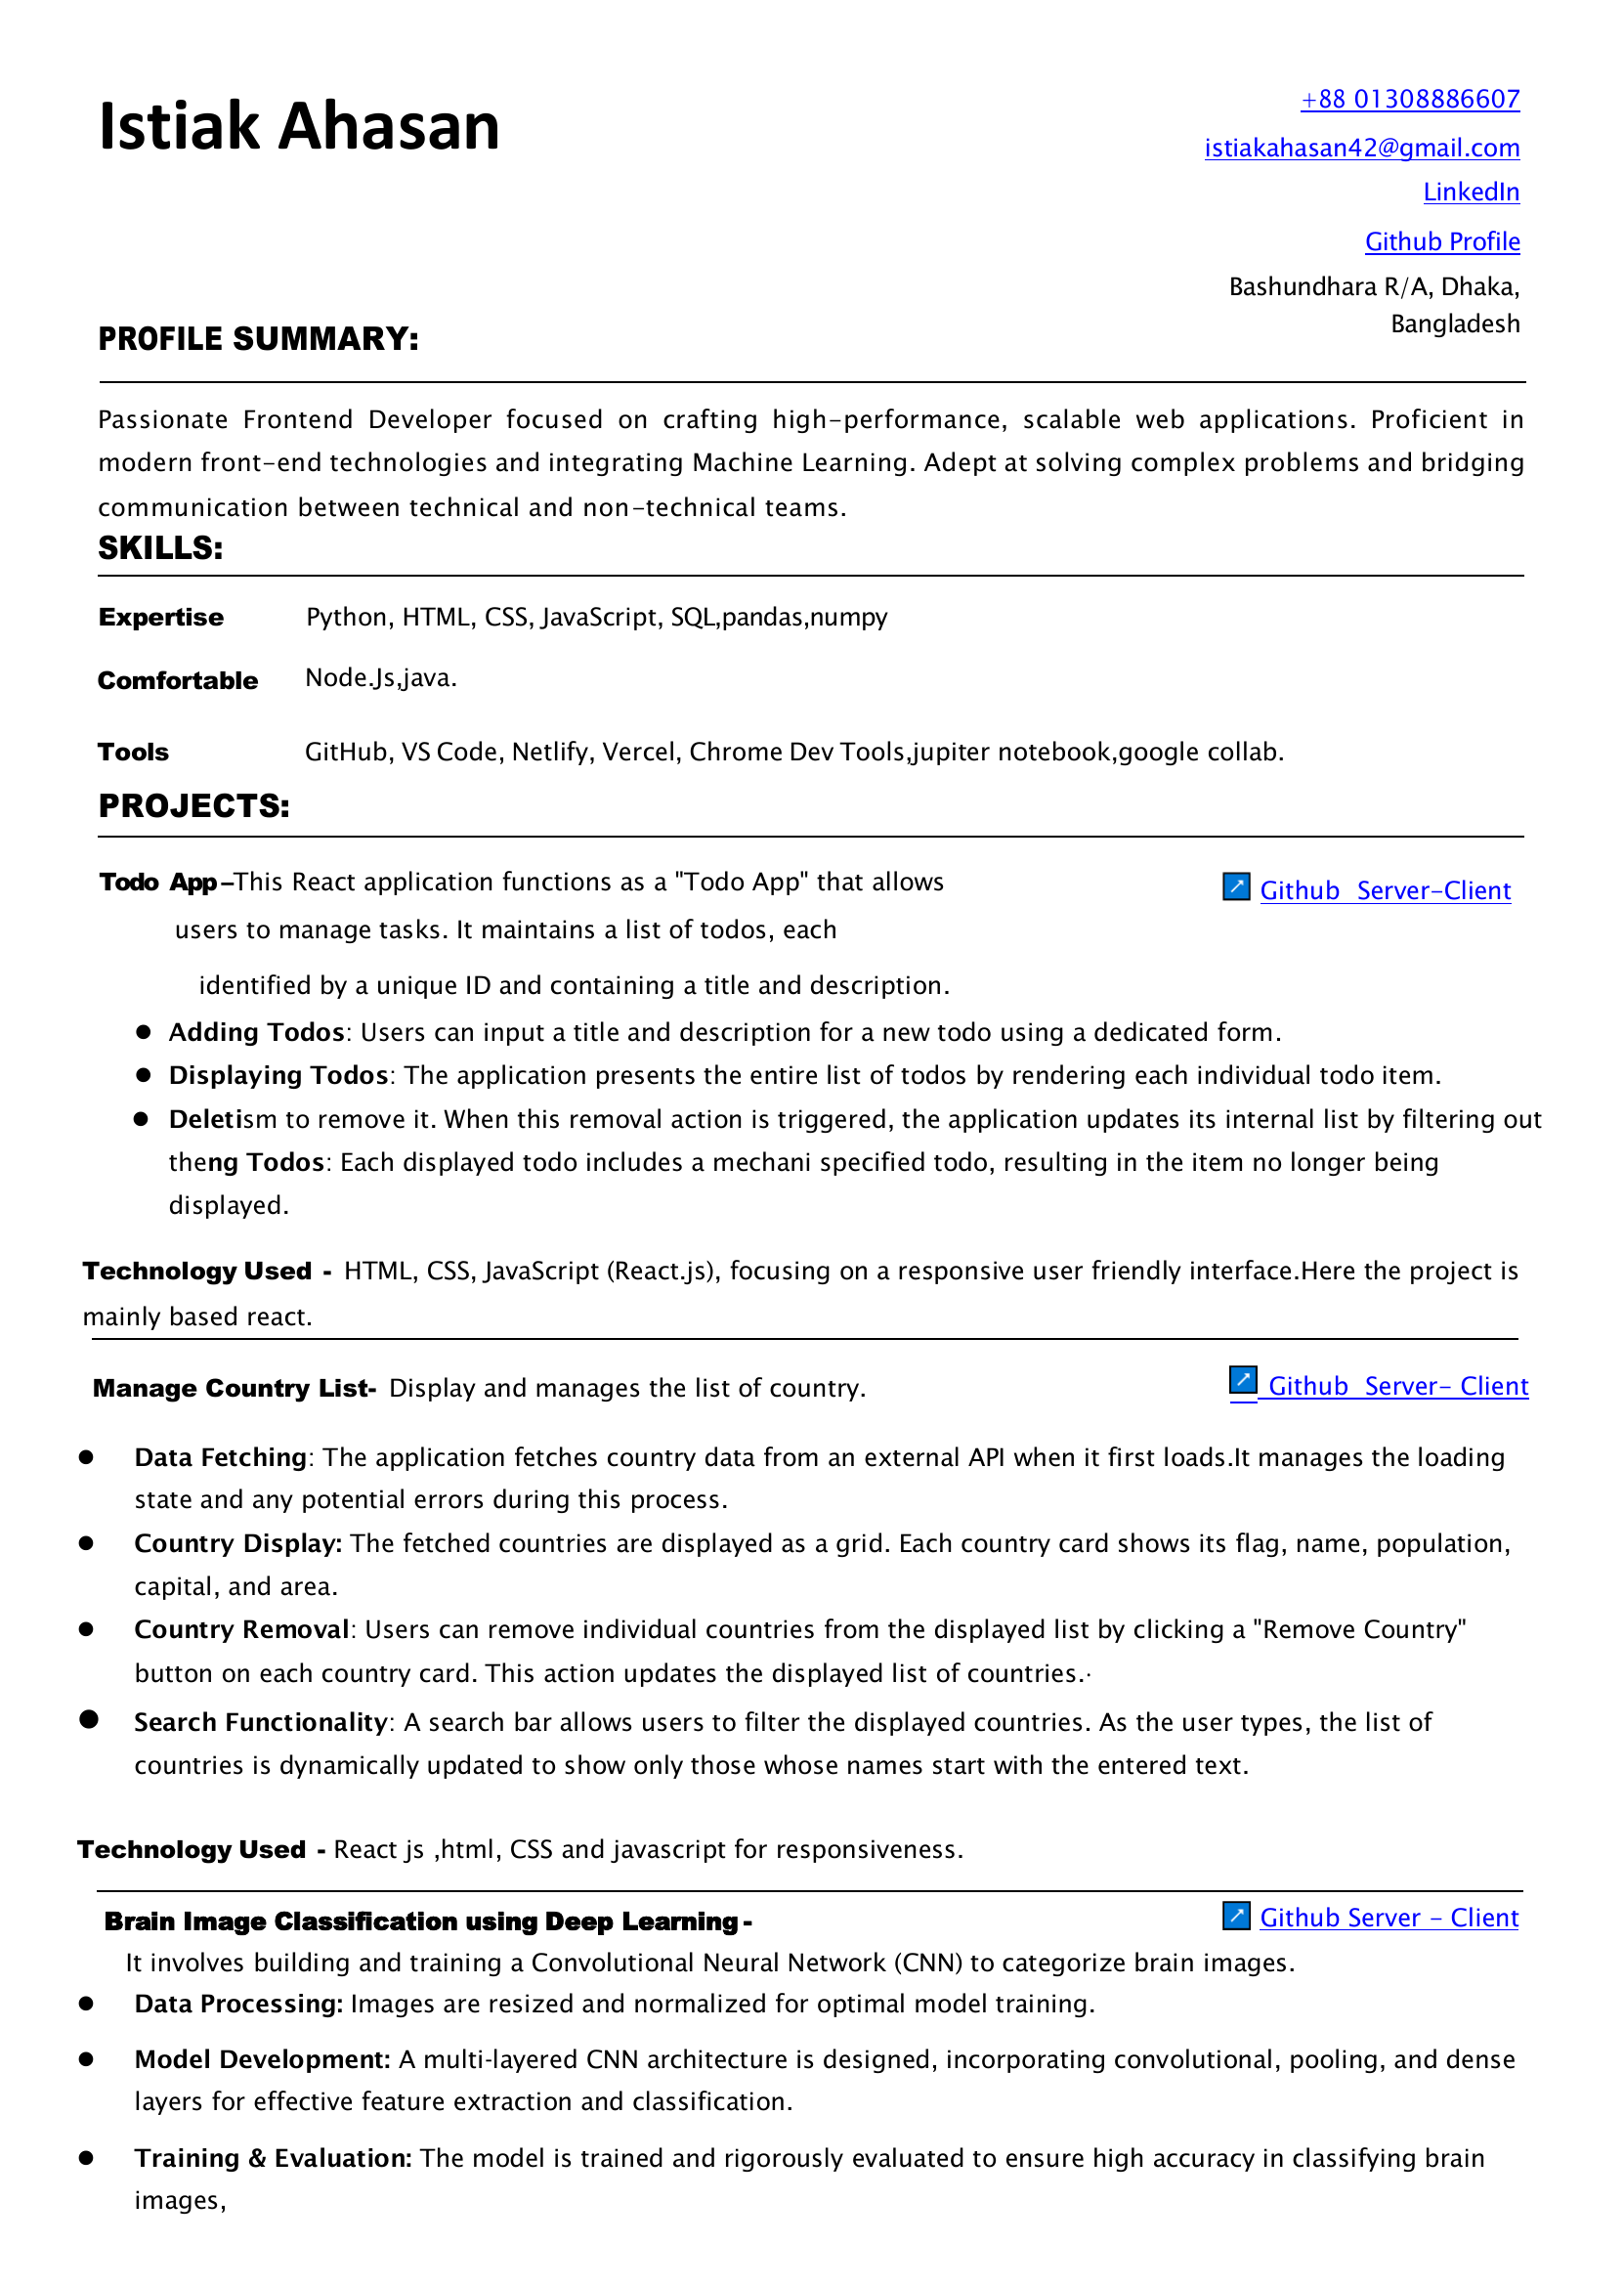 Istiak Ahasan
+88 01308886607
istiakahasan42@gmail.com
LinkedIn
Github Profile
Bashundhara R/A, Dhaka,
Bangladesh
PROFILE SUMMARY:
Passionate Frontend Developer focused on crafting high-performance, scalable web applications. Proficient in
modern front-end technologies and integrating Machine Learning. Adept at solving complex problems and bridging
communication between technical and non-technical teams.
SKILLS:
Expertise Python, HTML, CSS, JavaScript, SQL,pandas,numpy
Comfortable Node.Js,java.
Tools GitHub, VS Code, Netlify, Vercel, Chrome Dev Tools,jupiter notebook,google collab.
PROJECTS:
Todo App–This React application functions as a "Todo App" that allows
Github Server-Client
users to manage tasks. It maintains a list of todos, each
identified by a unique ID and containing a title and description.
● Adding Todos: Users can input a title and description for a new todo using a dedicated form.
● Displaying Todos: The application presents the entire list of todos by rendering each individual todo item.
● Deletism to remove it. When this removal action is triggered, the application updates its internal list by filtering out
theng Todos: Each displayed todo includes a mechani specified todo, resulting in the item no longer being
displayed.
Technology Used - HTML, CSS, JavaScript (React.js), focusing on a responsive user friendly interface.Here the project is
mainly based react.
Manage Country List- Display and manages the list of country.
Github Server- Client
● Data Fetching: The application fetches country data from an external API when it first loads.It manages the loading
state and any potential errors during this process.
● Country Display: The fetched countries are displayed as a grid. Each country card shows its flag, name, population,
capital, and area.
● Country Removal: Users can remove individual countries from the displayed list by clicking a "Remove Country"
button on each country card. This action updates the displayed list of countries.·
● Search Functionality: A search bar allows users to filter the displayed countries. As the user types, the list of
countries is dynamically updated to show only those whose names start with the entered text.
Technology Used - React js ,html, CSS and javascript for responsiveness.
Brain Image Classification using Deep Learning -
Github Server - Client
It involves building and training a Convolutional Neural Network (CNN) to categorize brain images.
● Data Processing: Images are resized and normalized for optimal model training.
● Model Development: A multi-layered CNN architecture is designed, incorporating convolutional, pooling, and dense
layers for effective feature extraction and classification.
● Training & Evaluation: The model is trained and rigorously evaluated to ensure high accuracy in classifying brain
images,